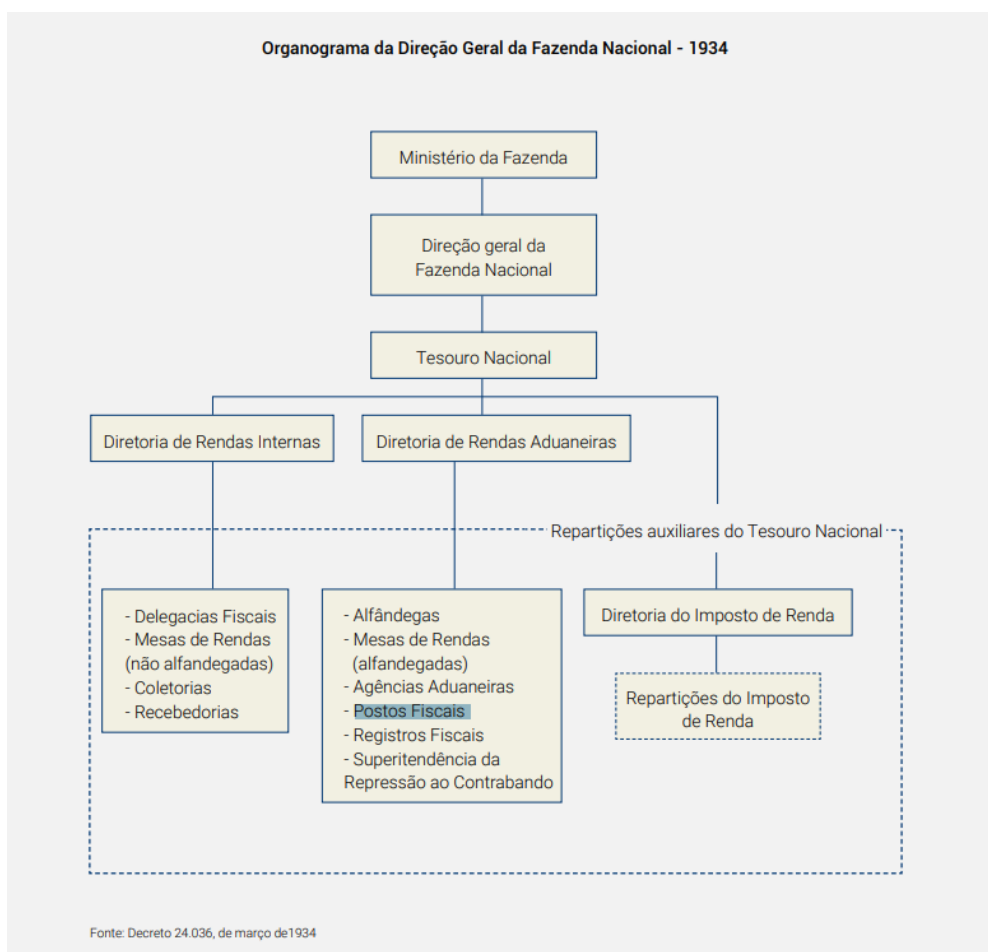 Organograma da Direção Geral da Fazenda Nacional - 1934
Ministério da Fazenda
Direção geral da
Fazenda Nacional
Tesouro Nacional
Diretoria de Rendas Internas
Diretoria de Rendas Aduaneiras
Repartições auxiliares do Tesouro Nacional
- Delegacias Fiscais
- Mesas de Rendas
(não alfandegadas)
- Coletorias
- Recebedorias
- Alfândegas
- Mesas de Rendas
(alfandegadas)
- Agências Aduaneiras
- Postos Fiscais
- Registros Fiscais
- Superitendência da
Repressão ao Contrabando
Diretoria do Imposto de Renda
Repartições do Imposto
de Renda
Fonte: Decreto 24.036, de março de1934